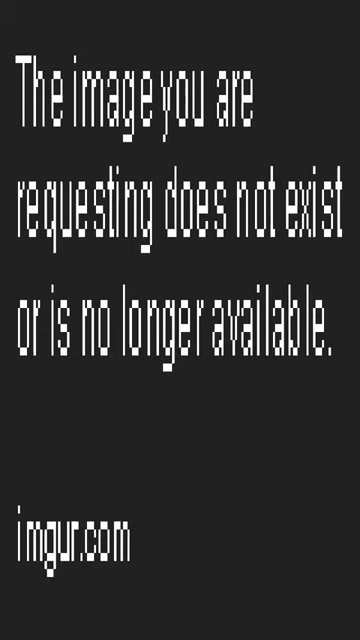 The image you are
requesting does not exist
or is no longer available.
imgur.com